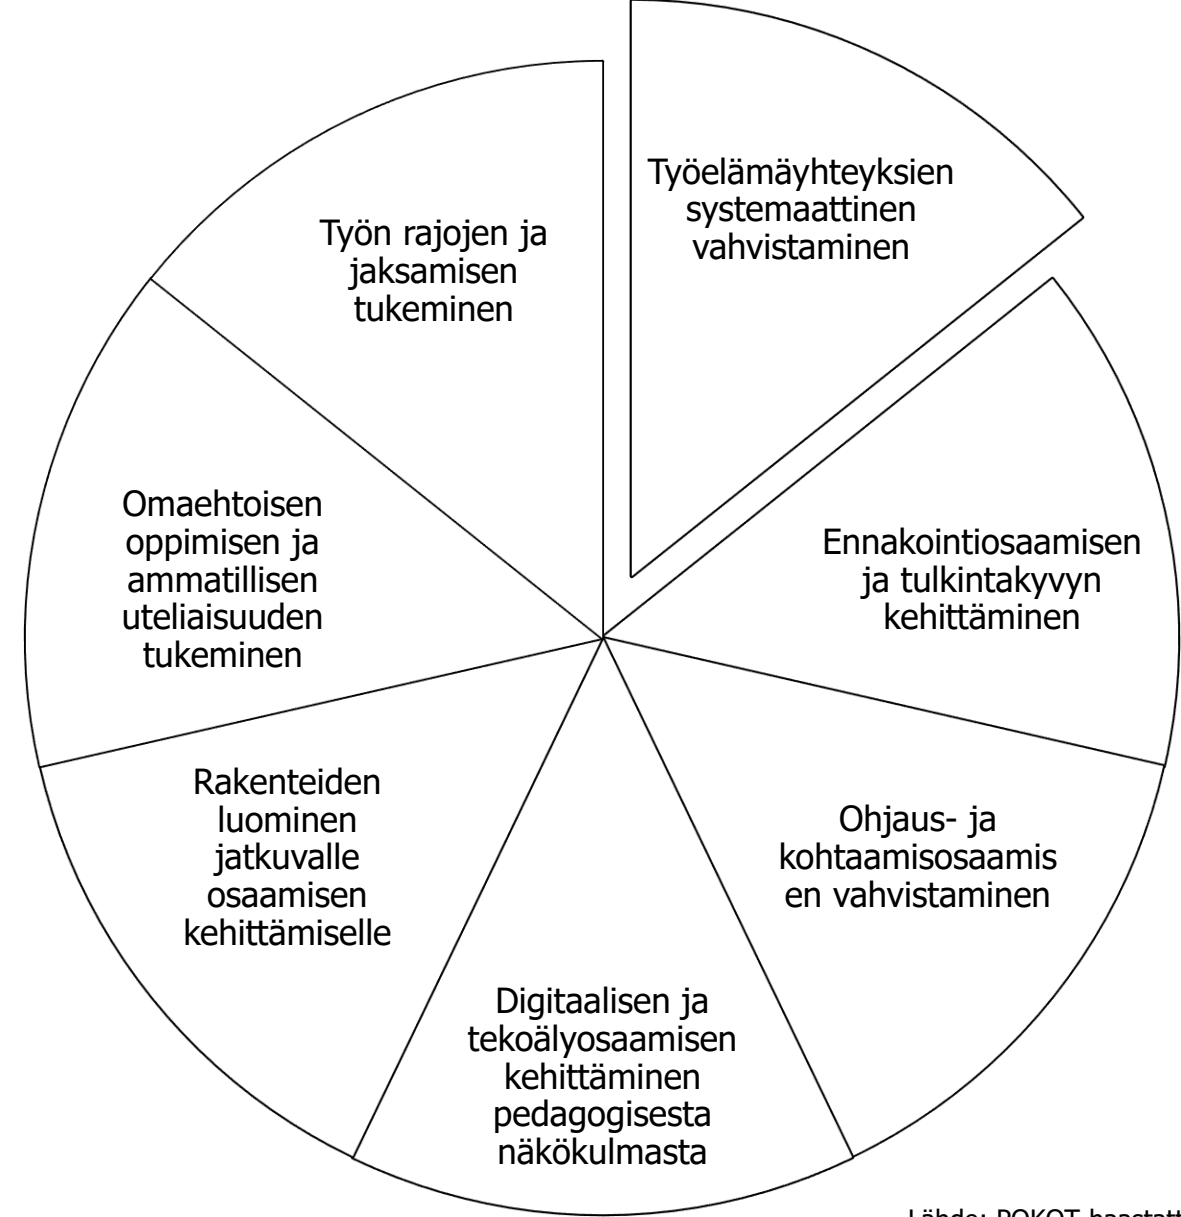 Työelämäyhteyksien
systemaattinen
vahvistaminen
Ennakointiosaamisen
ja tulkintakyvyn
kehittäminen
Ohjaus- ja
kohtaamisosaamis
en vahvistaminen
Digitaalisen ja
tekoälyosaamisen
kehittäminen
pedagogisesta
näkökulmasta
Rakenteiden
luominen
jatkuvalle
osaamisen
kehittämiselle
Omaehtoisen
oppimisen ja
ammatillisen
uteliaisuuden
tukeminen
Työn rajojen ja
jaksamisen
tukeminen